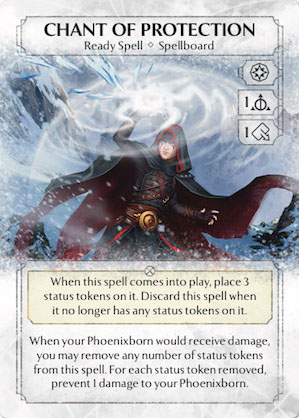 CHANT OF PROTECTION
Ready Spell ◇ Spellboard
1
1
When this spell comes into play, place 3
status tokens on it. Discard this spell when
it no longer has any status tokens on it.
When your Phoenixborn would receive damage,
you may remove any number of status tokens
from this spell. For each status token removed,
prevent 1 damage to your Phoenixborn.